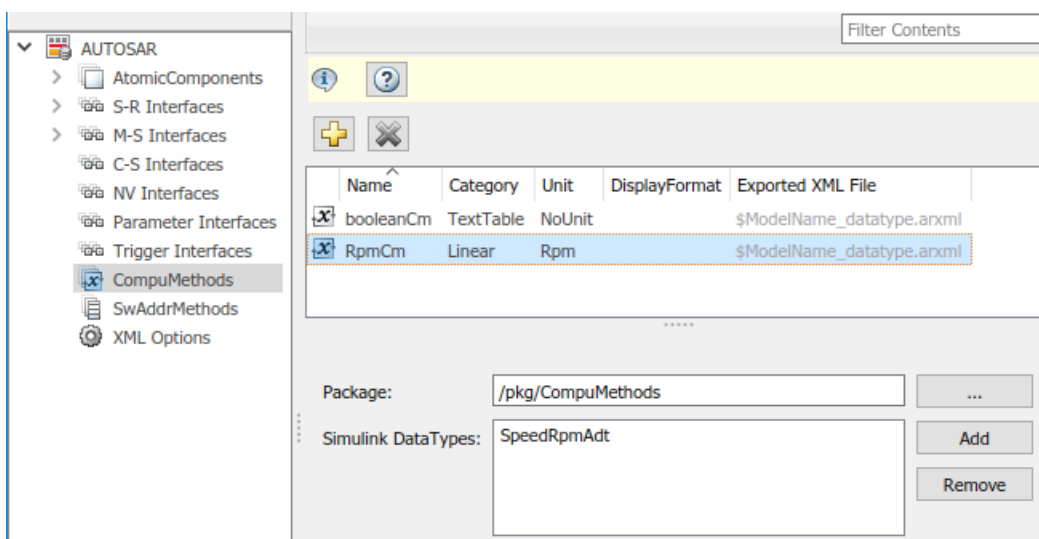 Filter Contents
AUTOSAR
AtomicComponents
S-R Interfaces
M-S Interfaces
C-S Interfaces
NV Interfaces
Parameter Interfaces
Trigger Interfaces
CompuMethods
SwAddrMethods
XML Options
Name Category Unit DisplayFormat Exported XML File
booleanCm TextTable NoUnit $ModelName_datatype.arxml
RpmCm Linear Rpm $ModelName_datatype.arxml
Package: /pkg/CompuMethods ...
Simulink DataTypes: SpeedRpmAdt Add
Remove